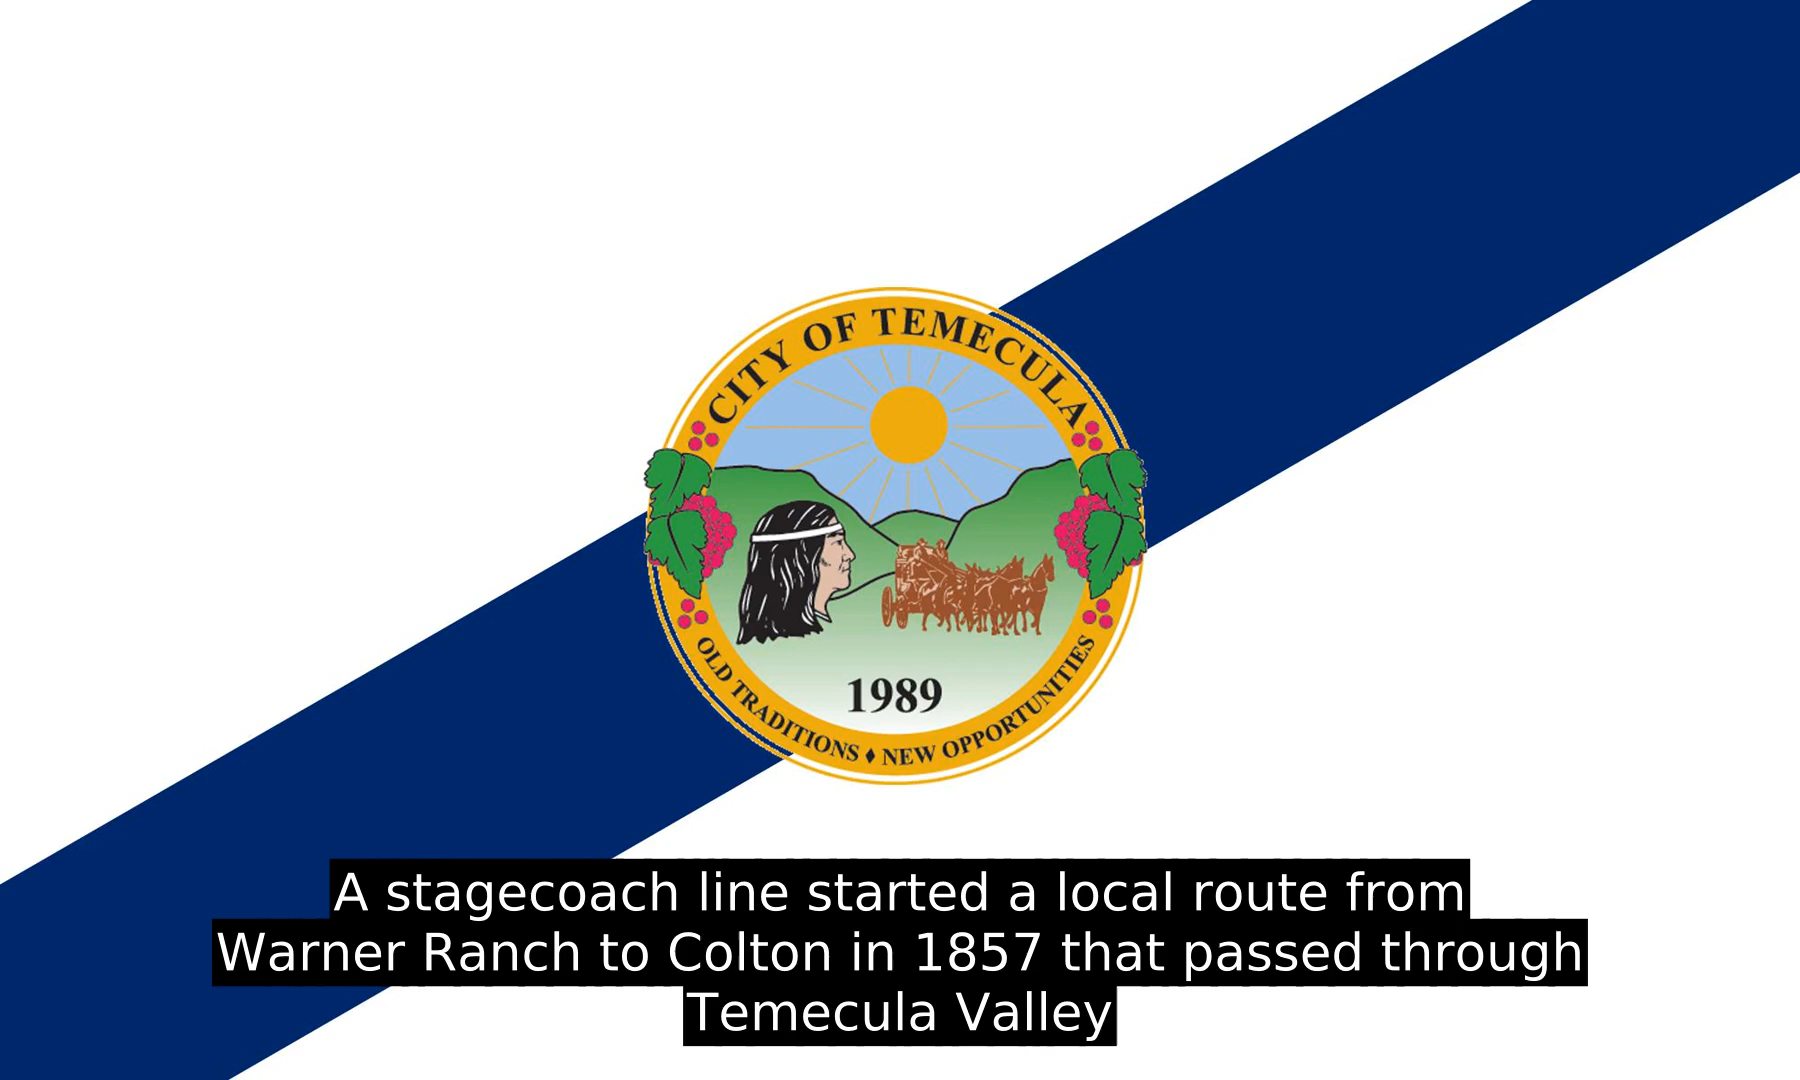 CITY OF TEMECULA
1989
OLD TRADITIONS ♦ NEW OPPORTUNITIES
A stagecoach line started a local route from
Warner Ranch to Colton in 1857 that passed through
Temecula Valley